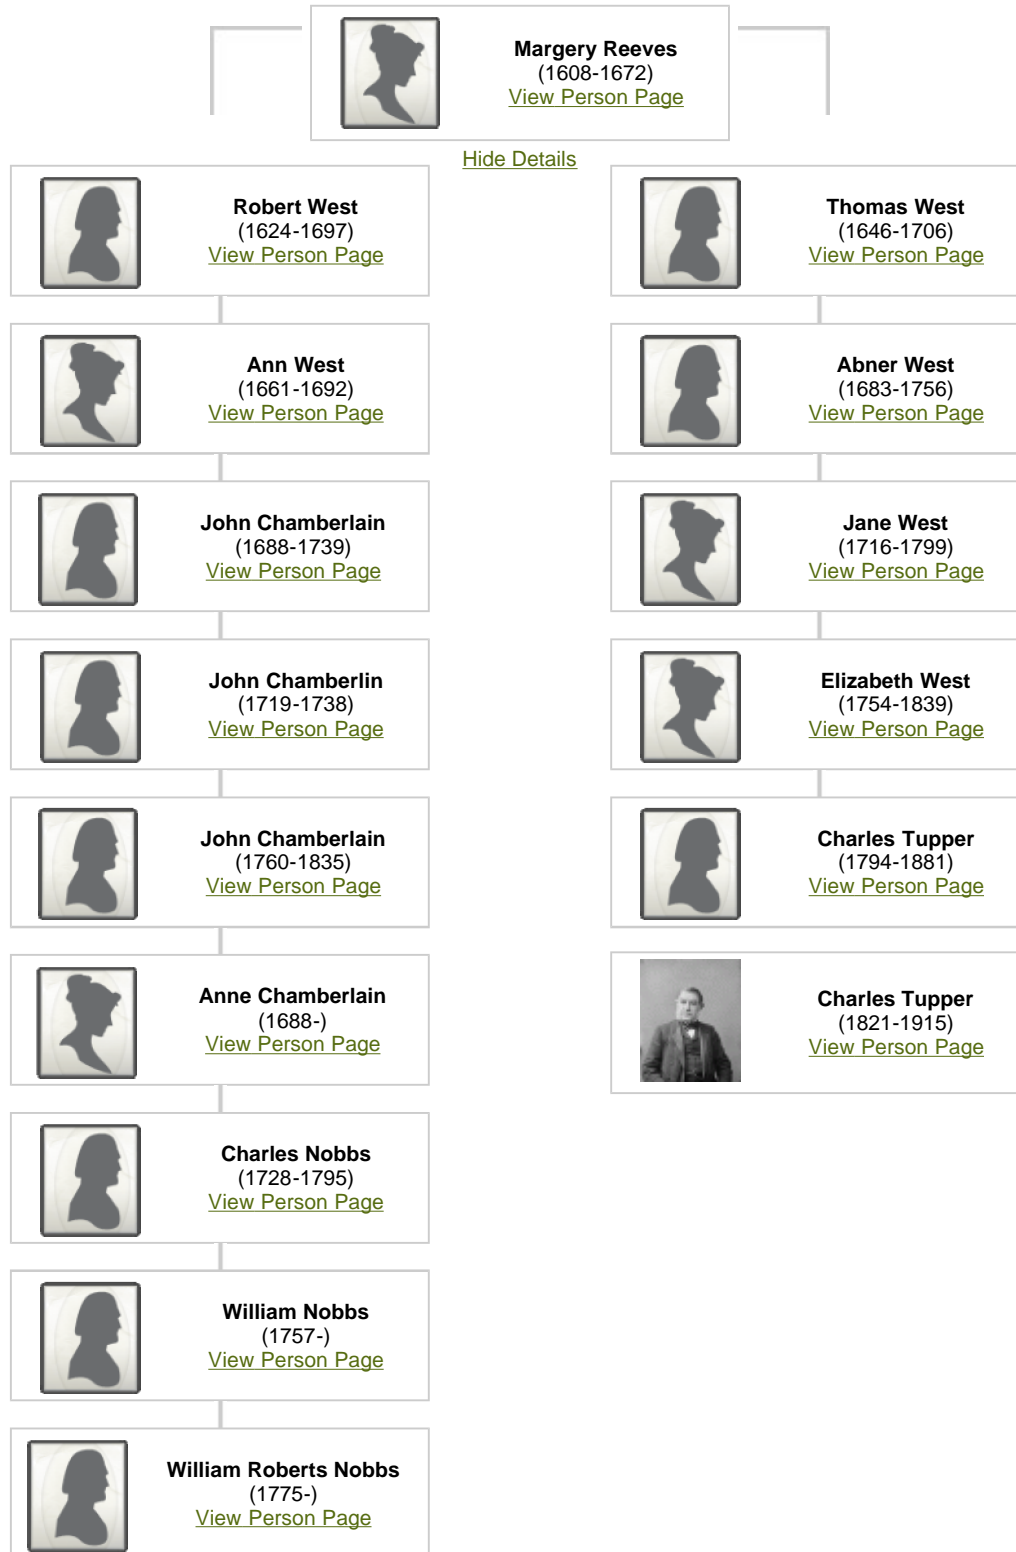 Margery Reeves
(1608-1672)
View Person Page
Hide Details
Robert West
(1624-1697)
View Person Page
Ann West
(1661-1692)
View Person Page
John Chamberlain
(1688-1739)
View Person Page
John Chamberlin
(1719-1738)
View Person Page
John Chamberlain
(1760-1835)
View Person Page
Anne Chamberlain
(1688-)
View Person Page
Charles Nobbs
(1728-1795)
View Person Page
William Nobbs
(1757-)
View Person Page
William Roberts Nobbs
(1775-)
View Person Page
Thomas West
(1646-1706)
View Person Page
Abner West
(1683-1756)
View Person Page
Jane West
(1716-1799)
View Person Page
Elizabeth West
(1754-1839)
View Person Page
Charles Tupper
(1794-1881)
View Person Page
Charles Tupper
(1821-1915)
View Person Page